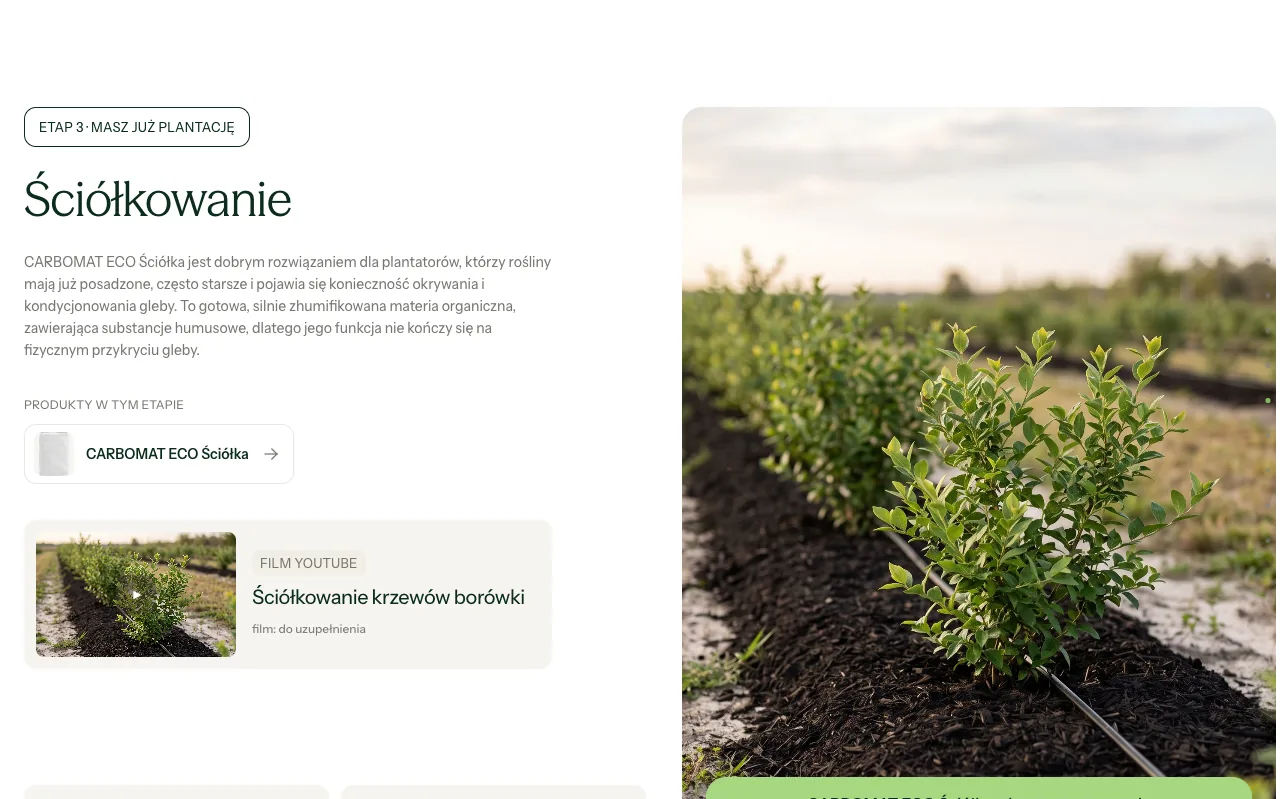 ETAP 3 · MASZ JUŻ PLANTACJĘ
Ściółkowanie
CARBOMAT ECO Ściółka jest dobrym rozwiązaniem dla plantatorów, którzy rośliny
mają już posadzone, często starsze i pojawia się konieczność okrywania i
kondycjonowania gleby. To gotowa, silnie zhumifikowana materia organiczna,
zawierająca substancje humusowe, dlatego jego funkcja nie kończy się na
fizycznym przykryciu gleby.
PRODUKTY W TYM ETAPIE
CARBOMAT ECO Ściółka
FILM YOUTUBE
Ściółkowanie krzewów borówki
film: do uzupełnienia